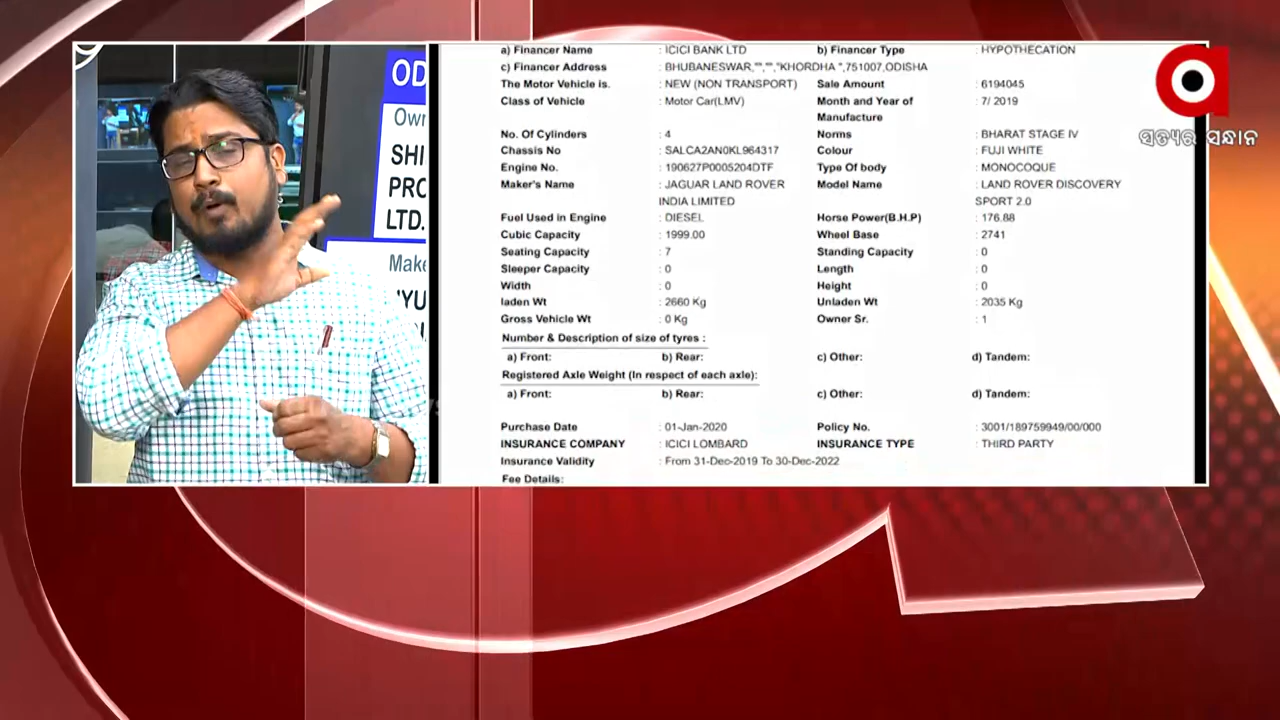 OD
Own
SHI
PRO
LTD.
Make
a) Financer Name : ICICI BANK LTD b) Financer Type : HYPOTHECATION
c) Financer Address : BHUBANESWAR,"","","KHORDHA ",751007,ODISHA
The Motor Vehicle is. : NEW (NON TRANSPORT) Sale Amount : 6194045
Class of Vehicle : Motor Car(LMV) Month and Year of : 7/ 2019
Manufacture
No. Of Cylinders : 4 Norms : BHARAT STAGE IV
Chassis No : SALCA2AN0KL964317 Colour : FUJI WHITE
Engine No. : 190627P0005204DTF Type Of body : MONOCOQUE
Maker's Name : JAGUAR LAND ROVER Model Name : LAND ROVER DISCOVERY
INDIA LIMITED SPORT 2.0
Fuel Used in Engine : DIESEL Horse Power(B.H.P) : 176.88
Cubic Capacity : 1999.00 Wheel Base : 2741
Seating Capacity : 7 Standing Capacity : 0
Sleeper Capacity : 0 Length : 0
Width : 0 Height : 0
laden Wt : 2660 Kg Unladen Wt : 2035 Kg
Gross Vehicle Wt : 0 Kg Owner Sr. : 1
Number & Description of size of tyres :
a) Front: b) Rear: c) Other: d) Tandem:
Registered Axle Weight (In respect of each axle):
a) Front: b) Rear: c) Other: d) Tandem:
Purchase Date : 01-Jan-2020 Policy No. : 3001/189759949/00/000
INSURANCE COMPANY : ICICI LOMBARD INSURANCE TYPE : THIRD PARTY
Insurance Validity : From 31-Dec-2019 To 30-Dec-2022
Fee Details:
ସତ୍ୟର ସନ୍ଧାନ